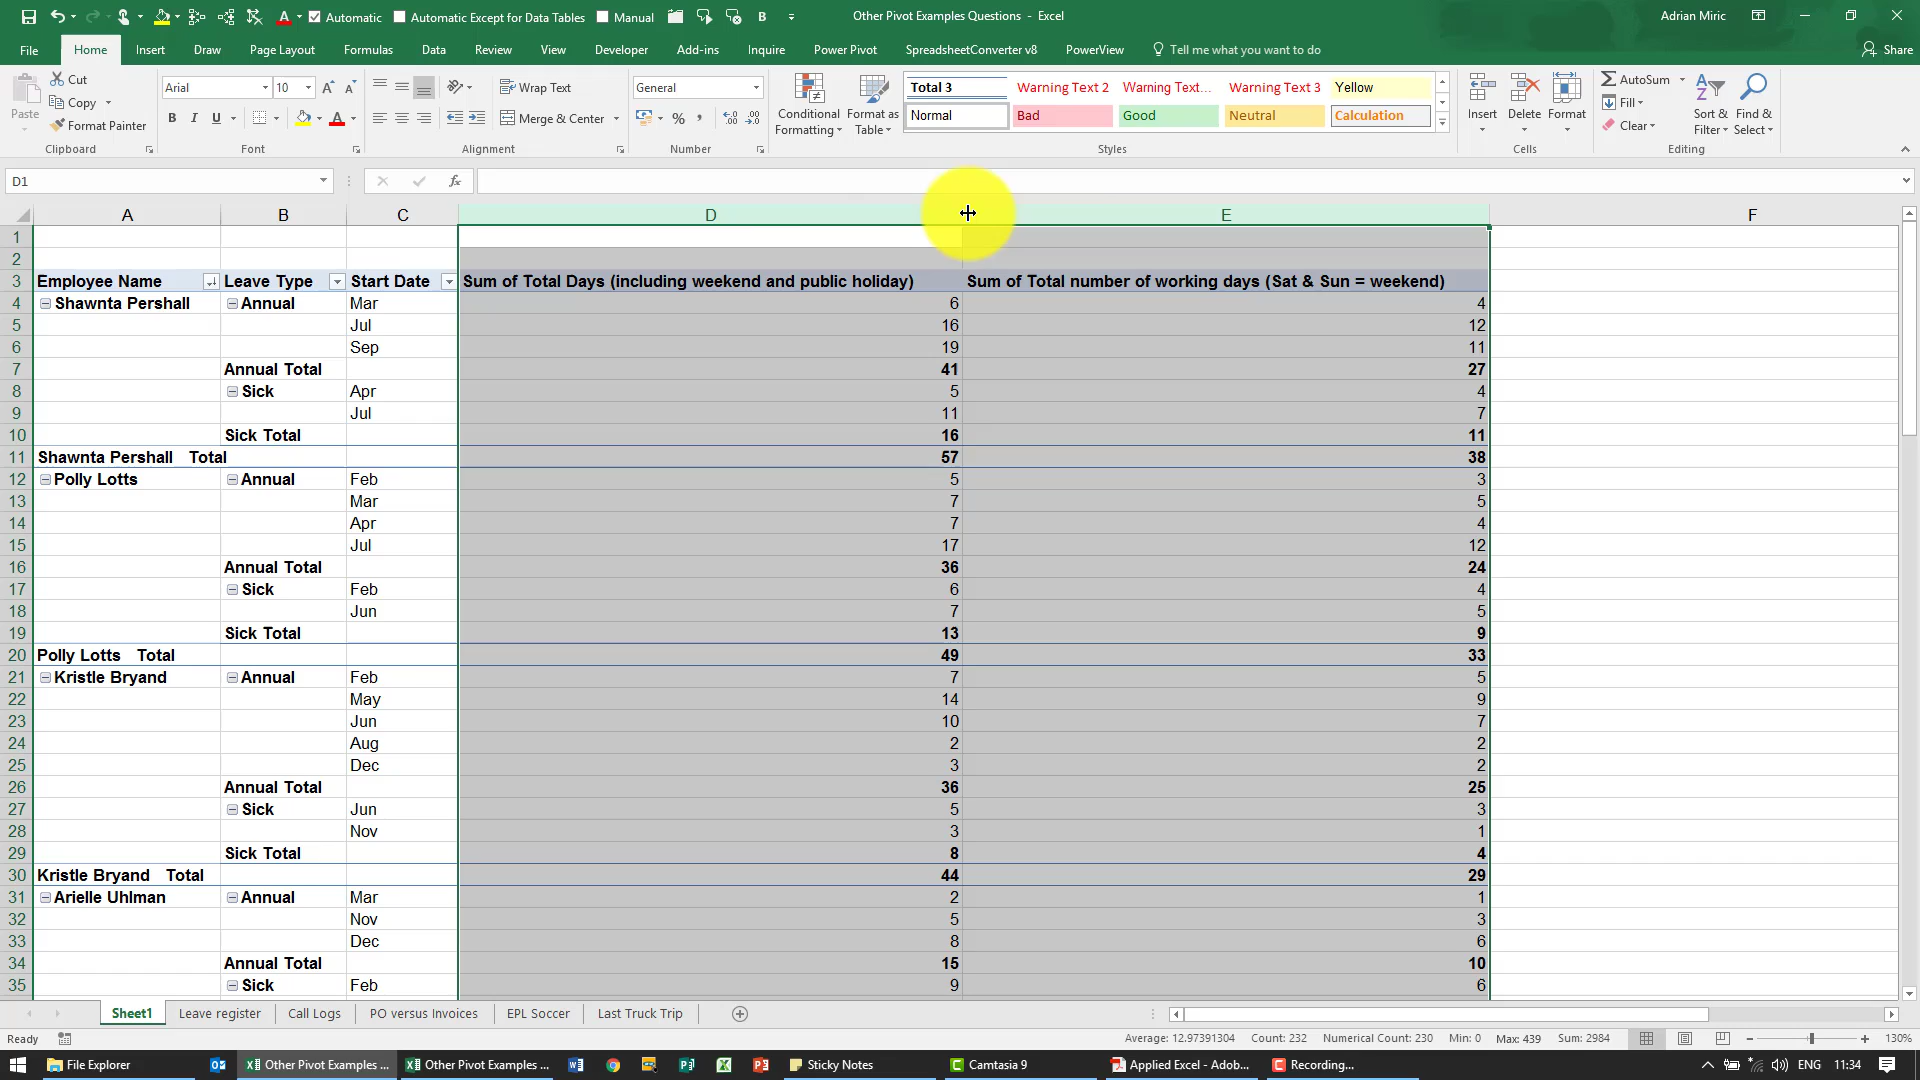 Automatic Automatic Except for Data Tables Manual B Other Pivot Examples Questions - Excel Adrian Miric
File Home Insert Draw Page Layout Formulas Data Review View Developer Add-ins Inquire Power Pivot SpreadsheetConverter v8 PowerView Tell me what you want to do Share
Paste Cut Copy Format Painter Clipboard
Arial 10 B I U Font
Wrap Text Merge & Center Alignment
General % Number
Conditional Formatting Format as Table
Total 3 Warning Text 2 Warning Text... Warning Text 3 Yellow
Normal Bad Good Neutral Calculation
Styles
Insert Delete Format Cells
AutoSum Fill Clear Sort & Filter Find & Select Editing
D1 fx
A B C D E F
1
2
3 Employee Name Leave Type Start Date Sum of Total Days (including weekend and public holiday) Sum of Total number of working days (Sat & Sun = weekend)
4 Shawnta Pershall Annual Mar 6 4
5 Jul 16 12
6 Sep 19 11
7 Annual Total 41 27
8 Sick Apr 5 4
9 Jul 11 7
10 Sick Total 16 11
11 Shawnta Pershall Total 57 38
12 Polly Lotts Annual Feb 5 3
13 Mar 7 5
14 Apr 7 4
15 Jul 17 12
16 Annual Total 36 24
17 Sick Feb 6 4
18 Jun 7 5
19 Sick Total 13 9
20 Polly Lotts Total 49 33
21 Kristle Bryand Annual Feb 7 5
22 May 14 9
23 Jun 10 7
24 Aug 2 2
25 Dec 3 2
26 Annual Total 36 25
27 Sick Jun 5 3
28 Nov 3 1
29 Sick Total 8 4
30 Kristle Bryand Total 44 29
31 Arielle Uhlman Annual Mar 2 1
32 Nov 5 3
33 Dec 8 6
34 Annual Total 15 10
35 Sick Feb 9 6
Sheet1 Leave register Call Logs PO versus Invoices EPL Soccer Last Truck Trip
Ready Average: 12.97391304 Count: 232 Numerical Count: 230 Min: 0 Max: 439 Sum: 2984 130%
File Explorer Other Pivot Examples ... Other Pivot Examples ... Sticky Notes Camtasia 9 Applied Excel - Adob... Recording... ENG 11:34